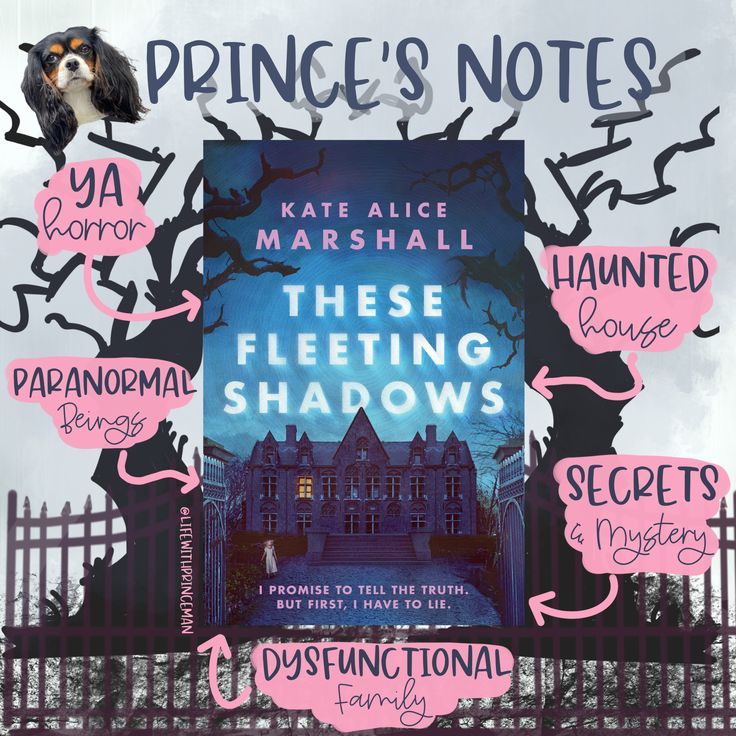 PRINCE'S NOTES
YA
horror
KATE ALICE
MARSHALL
THESE
FLEETING
SHADOWS
HAUNTED
house
PARANORMAL
Beings
SECRETS
& Mystery
@LIFEWITHPRINCEMAN
I PROMISE TO TELL THE TRUTH.
BUT FIRST, I HAVE TO LIE.
DYSFUNCTIONAL
Family